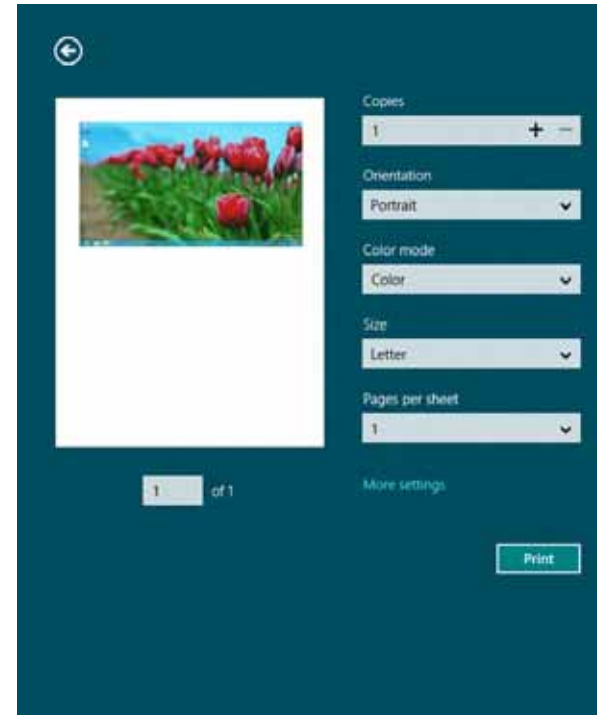 Copies
1
Orientation
Portrait
Color mode
Color
Size
Letter
Pages per sheet
1
1 of 1
More settings
Print